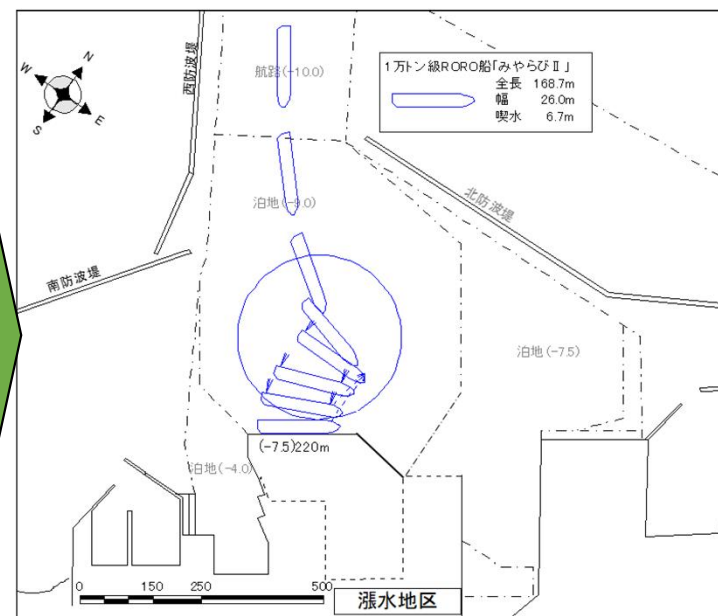 N
W
E
S
西防波堤
航路(-10.0)
1万トン級RORO船「みやらびⅡ」
全長 168.7m
幅 26.0m
喫水 6.7m
泊地(-9.0)
北防波堤
南防波堤
泊地(-7.5)
(-7.5)220m
泊地(-4.0)
0 150 250 500
漲水地区